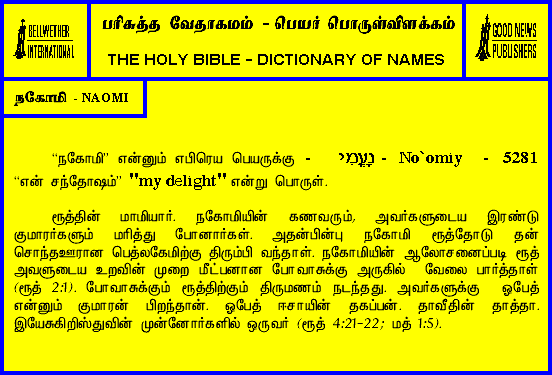 BELLWETHER
INTERNATIONAL
பரிசுத்த வேதாகமம் - பெயர் பொருள்விளக்கம்
THE HOLY BIBLE - DICTIONARY OF NAMES
GOOD NEWS
PUBLISHERS
நகோமி - NAOMI
“நகோமி” என்னும் எபிரெய பெயருக்கு - נָעֳמִי - No`omiy - 5281
“என் சந்தோஷம்” "my delight" என்று பொருள்.
ரூத்தின் மாமியார். நகோமியின் கணவரும், அவர்களுடைய இரண்டு
குமாரர்களும் மரித்து போனார்கள். அதன்பின்பு நகோமி ரூத்தோடு தன்
சொந்தஊரான பெத்லகேமிற்கு திரும்பி வந்தாள். நகோமியின் ஆலோசனைப்படி ரூத்
அவளுடைய உறவின் முறை மீட்பனான போவாசுக்கு அருகில் வேலை பார்த்தாள்
(ரூத் 2:1). போவாசுக்கும் ரூத்திற்கும் திருமணம் நடந்தது. அவர்களுக்கு ஓபேத்
என்னும் குமாரன் பிறந்தான். ஓபேத் ஈசாயின் தகப்பன். தாவீதின் தாத்தா.
இயேசுகிறிஸ்துவின் முன்னோர்களில் ஒருவர் (ரூத் 4:21-22; மத் 1:5).